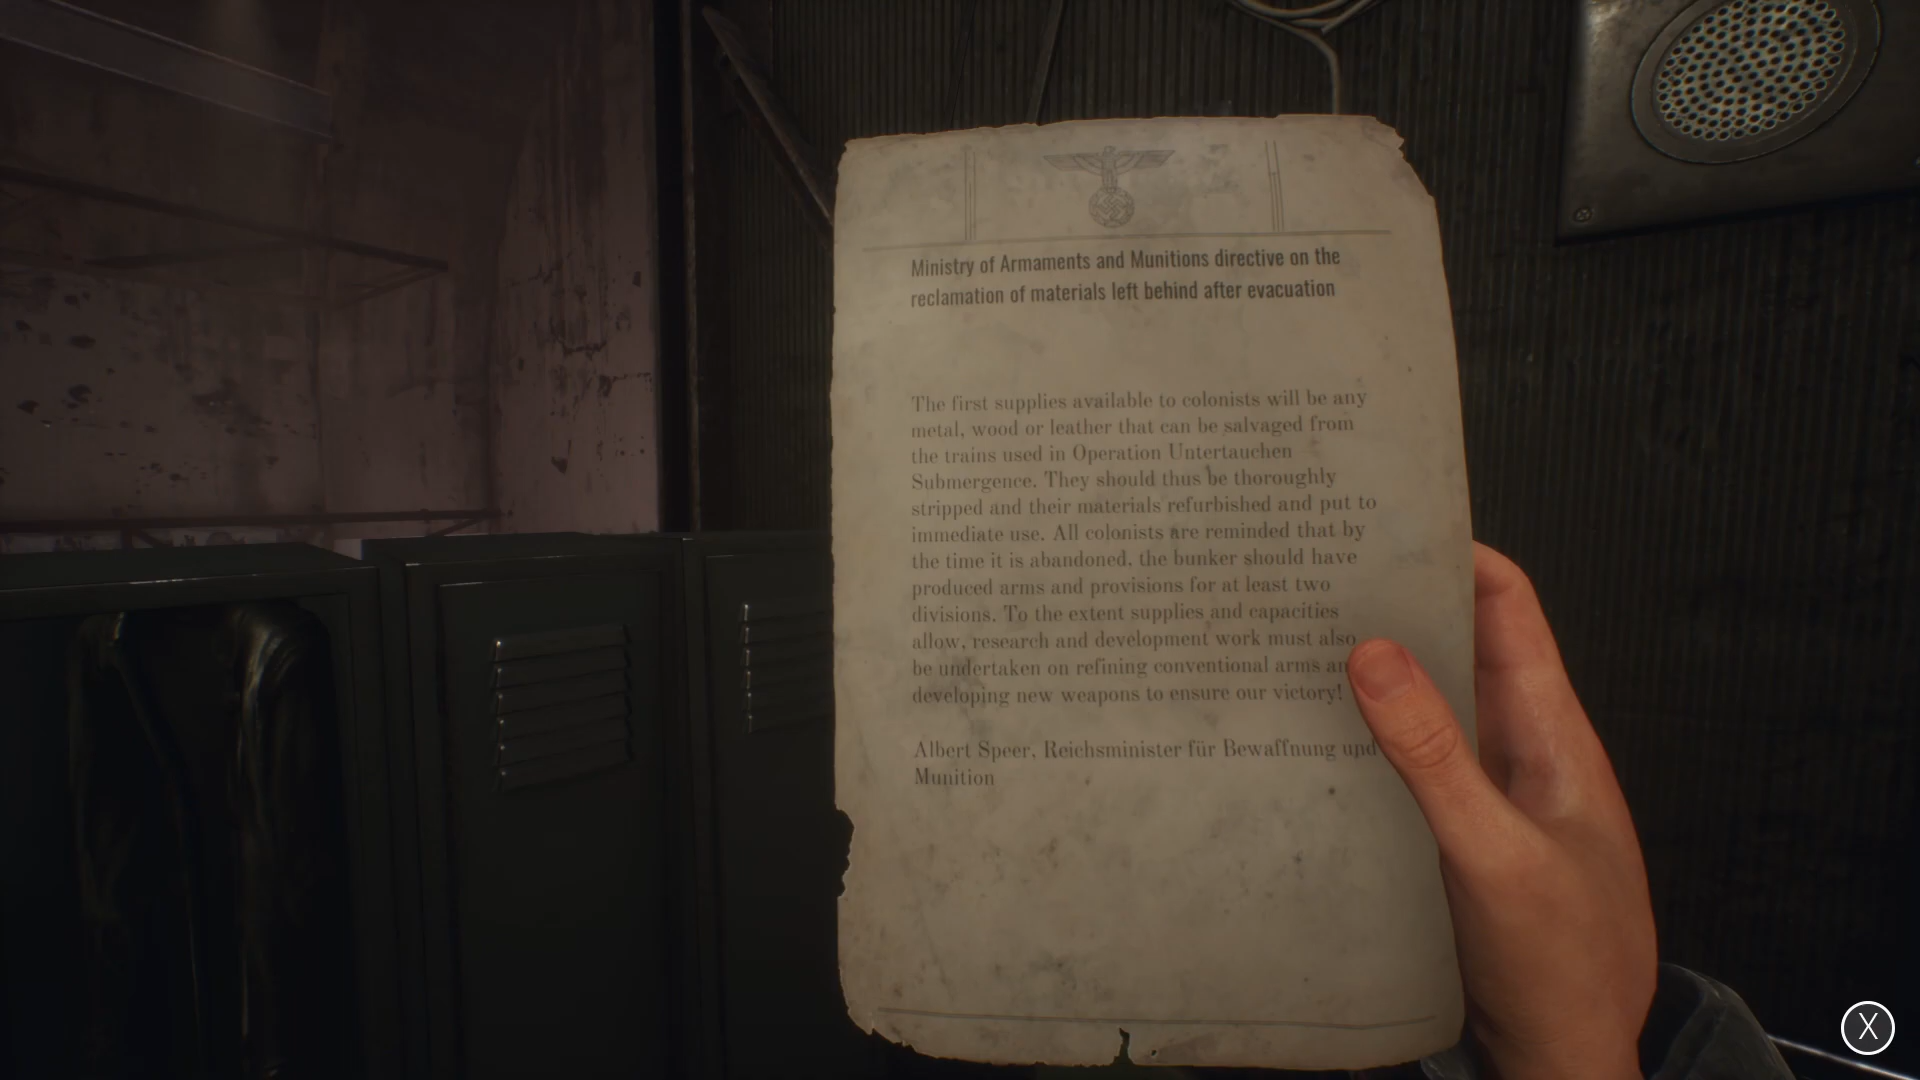 Ministry of Armaments and Munitions directive on the
reclamation of materials left behind after evacuation
The first supplies available to colonists will be any
metal, wood or leather that can be salvaged from
the trains used in Operation Untertauchen
Submergence. They should thus be thoroughly
stripped and their materials refurbished and put to
immediate use. All colonists are reminded that by
the time it is abandoned, the bunker should have
produced arms and provisions for at least two
divisions. To the extent supplies and capacities
allow, research and development work must also
be undertaken on refining conventional arms an
developing new weapons to ensure our victory!
Albert Speer, Reichsminister für Bewaffnung und
Munition
X